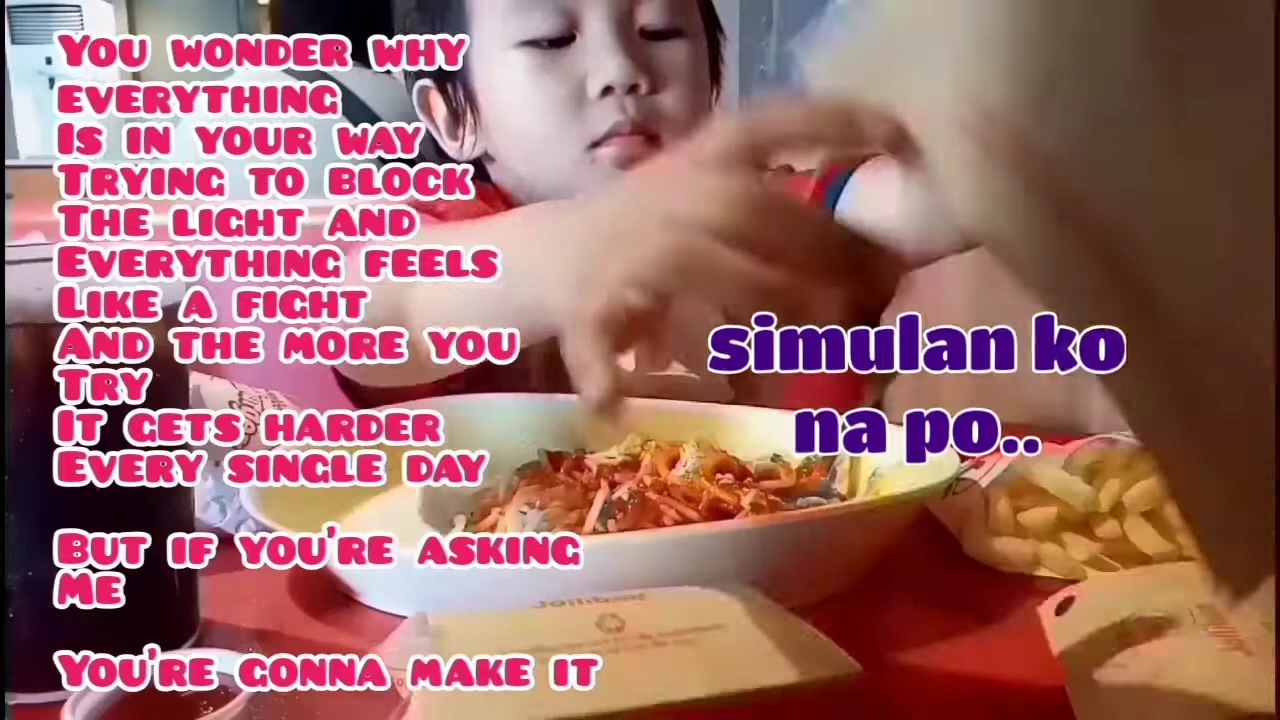 You wonder why
everything
Is in your way
Trying to block
The light and
Everything feels
Like a fight
And the more you
Try
It gets harder
Every single day
But if you're asking
Me
You're gonna make it
simulan ko
na po..
Jollibee